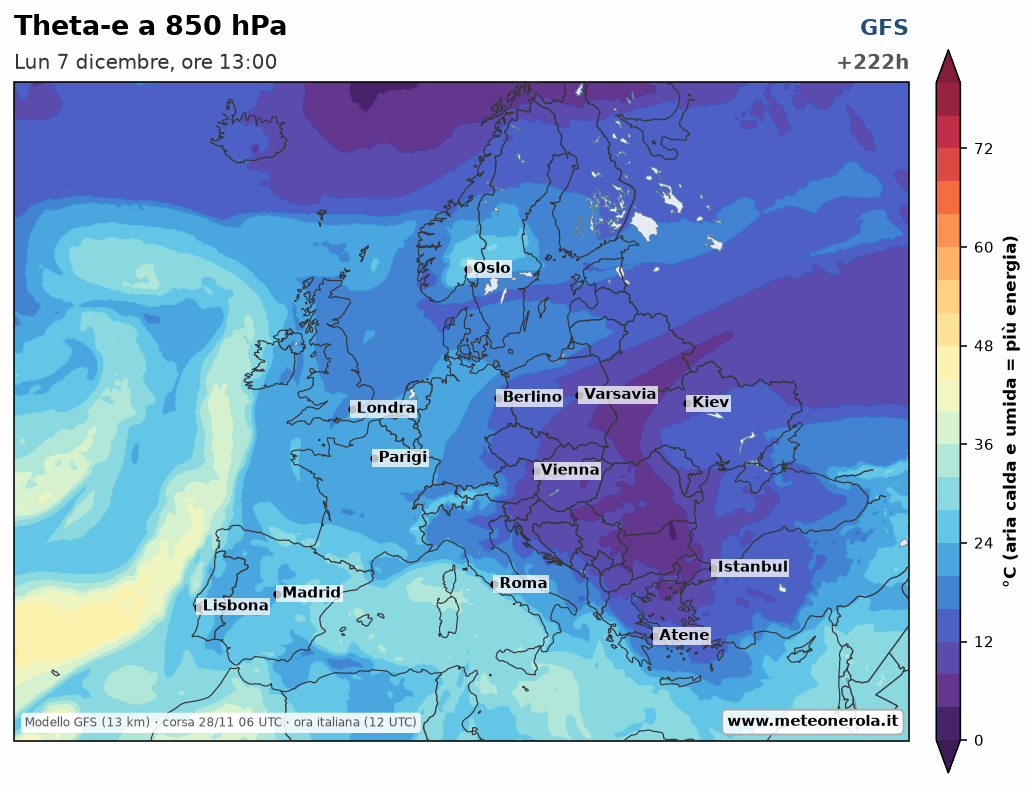 Theta-e a 850 hPa
GFS
Lun 7 dicembre, ore 13:00
+222h
Oslo
Londra
Berlino
Varsavia
Kiev
Parigi
Vienna
Istanbul
Roma
Madrid
Lisbona
Atene
Modello GFS (13 km) · corsa 28/11 06 UTC · ora italiana (12 UTC)
www.meteonerola.it
72
60
48
36
24
12
0
°C (aria calda e umida = più energia)